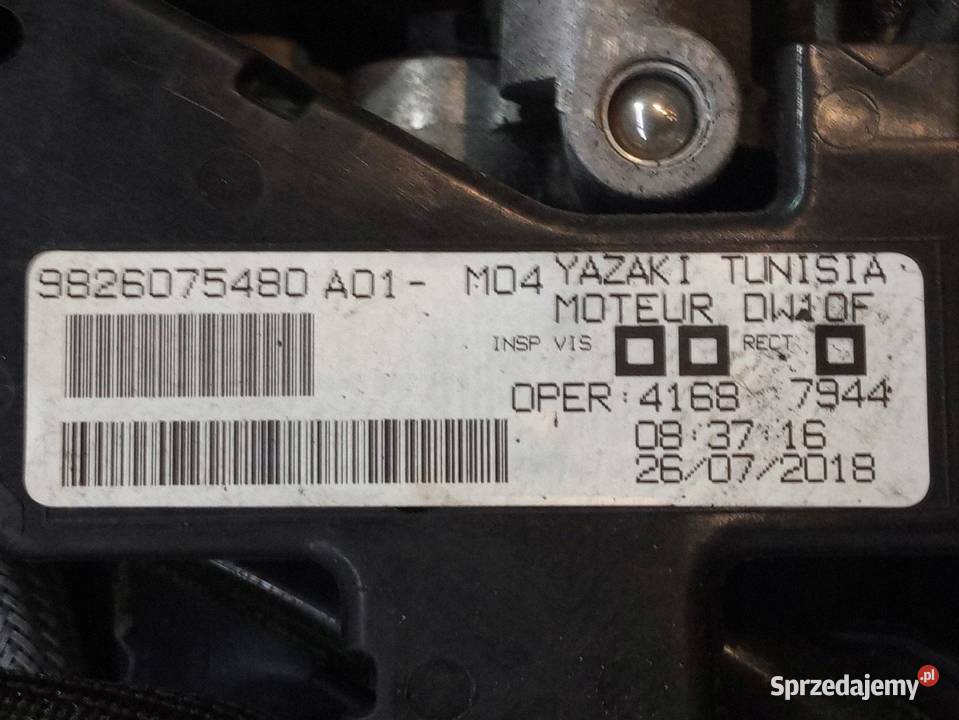 9826075480 A01- M04 YAZAKI TUNISIA
MOTEUR DW10F
INSP VIS RECT
OPER:4168 7944
08:37:16
26/07/2018
Sprzedajemy.pl